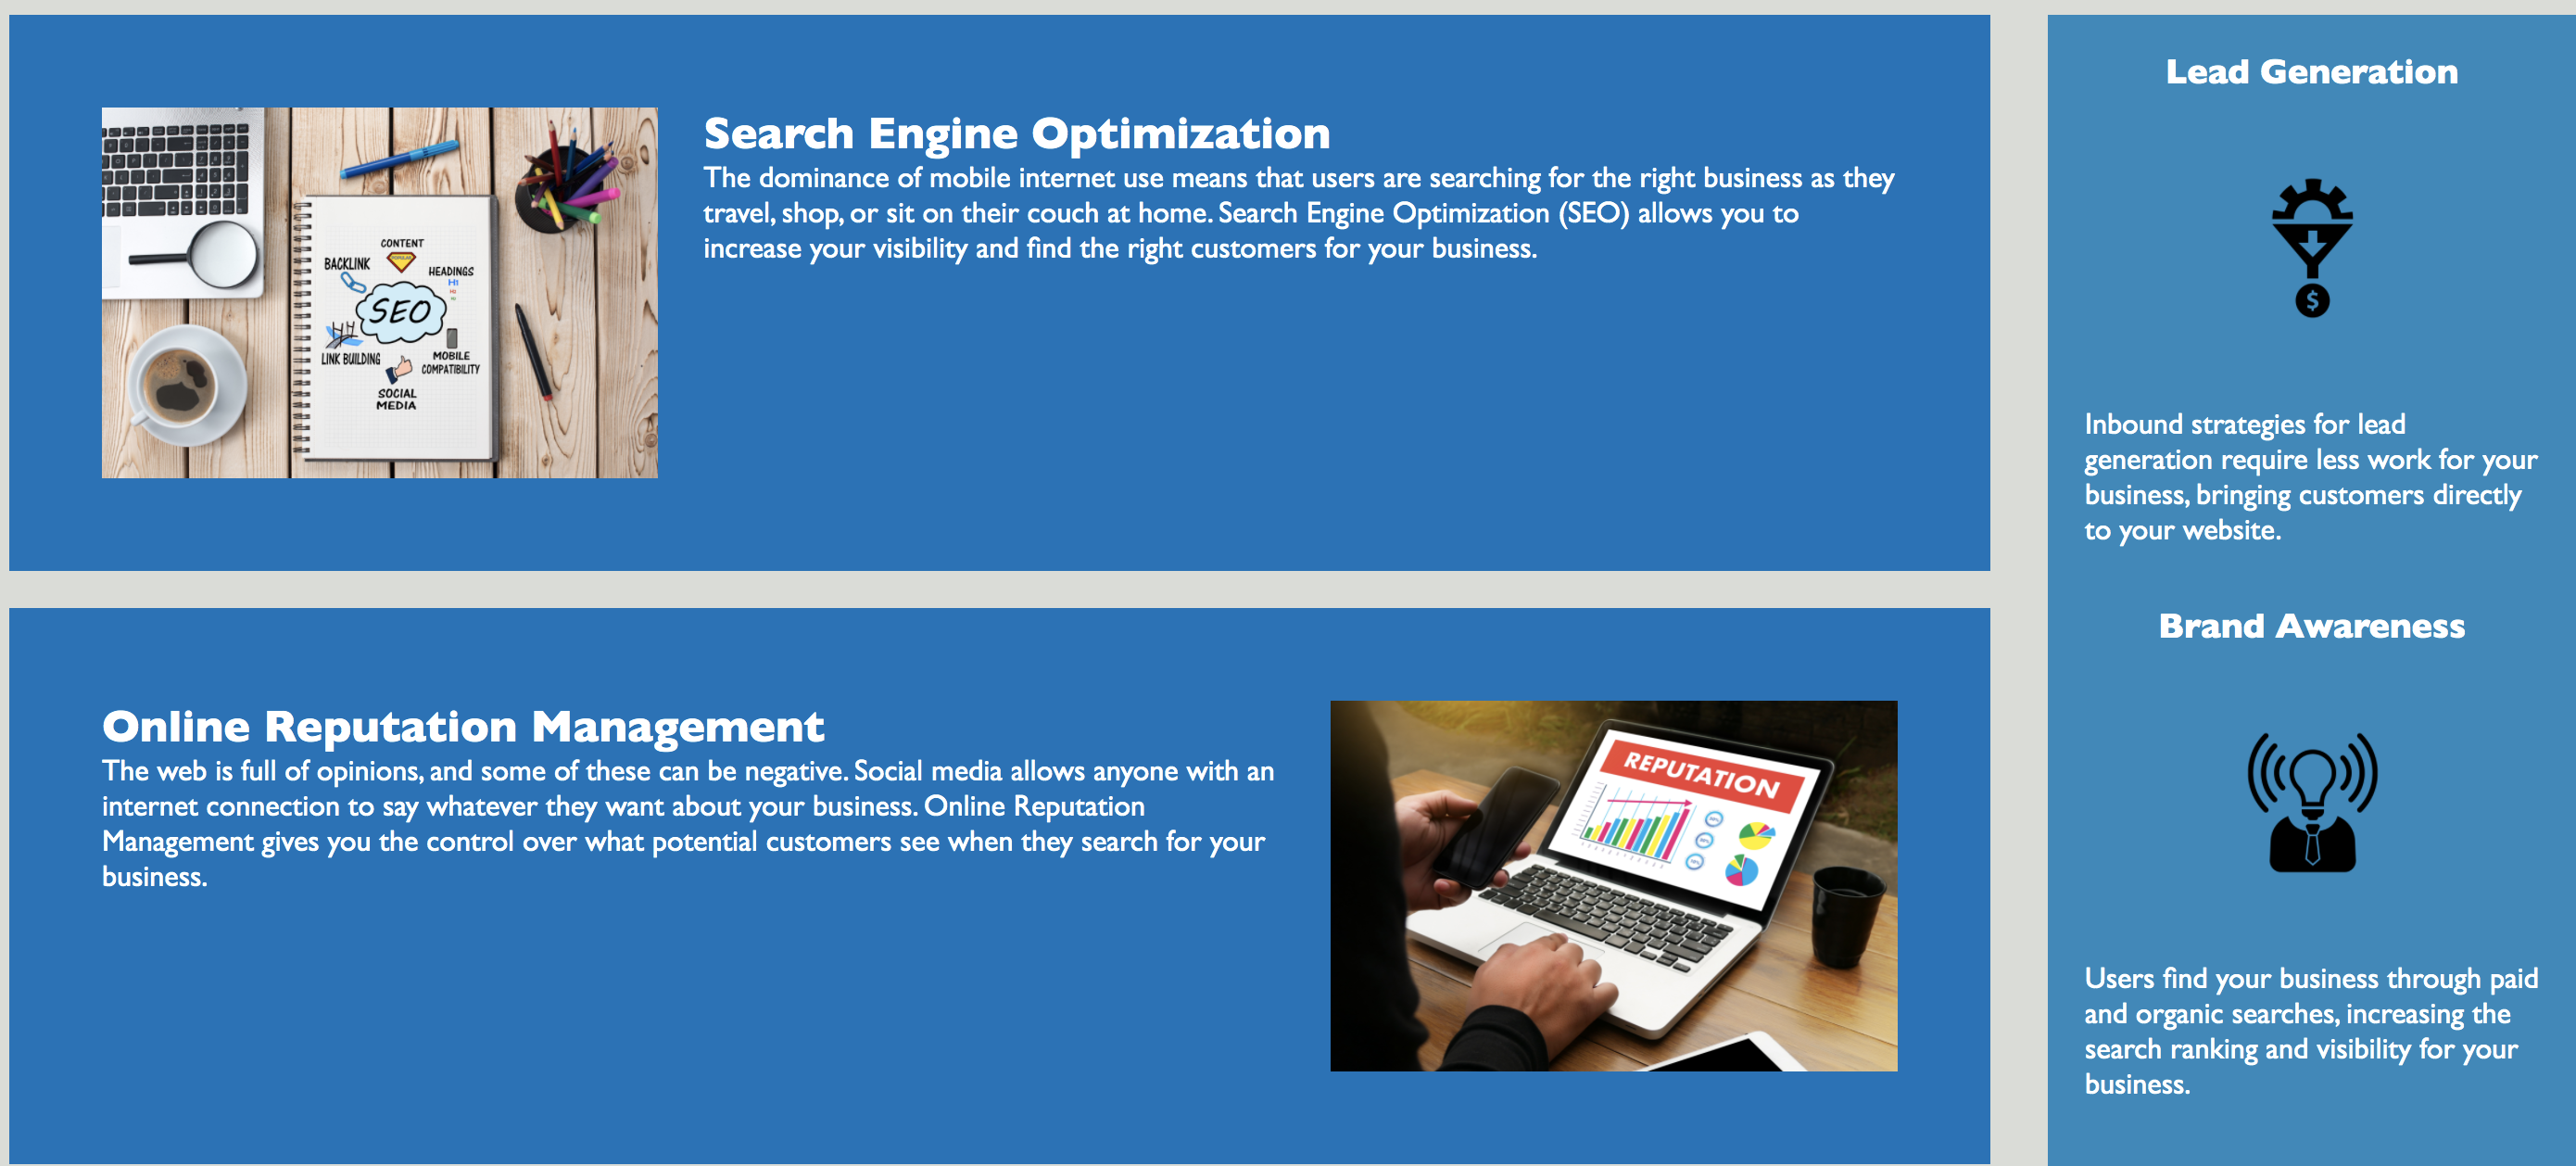 Search Engine Optimization
The dominance of mobile internet use means that users are searching for the right business as they
travel, shop, or sit on their couch at home. Search Engine Optimization (SEO) allows you to
increase your visibility and find the right customers for your business.
CONTENT
POPULAR
BACKLINK
HEADINGS
H1
H2
H3
SEO
LINK BUILDING
MOBILE
COMPATIBILITY
SOCIAL
MEDIA
Online Reputation Management
The web is full of opinions, and some of these can be negative. Social media allows anyone with an
internet connection to say whatever they want about your business. Online Reputation
Management gives you the control over what potential customers see when they search for your
business.
REPUTATION
Lead Generation
$
Inbound strategies for lead
generation require less work for your
business, bringing customers directly
to your website.
Brand Awareness
Users find your business through paid
and organic searches, increasing the
search ranking and visibility for your
business.